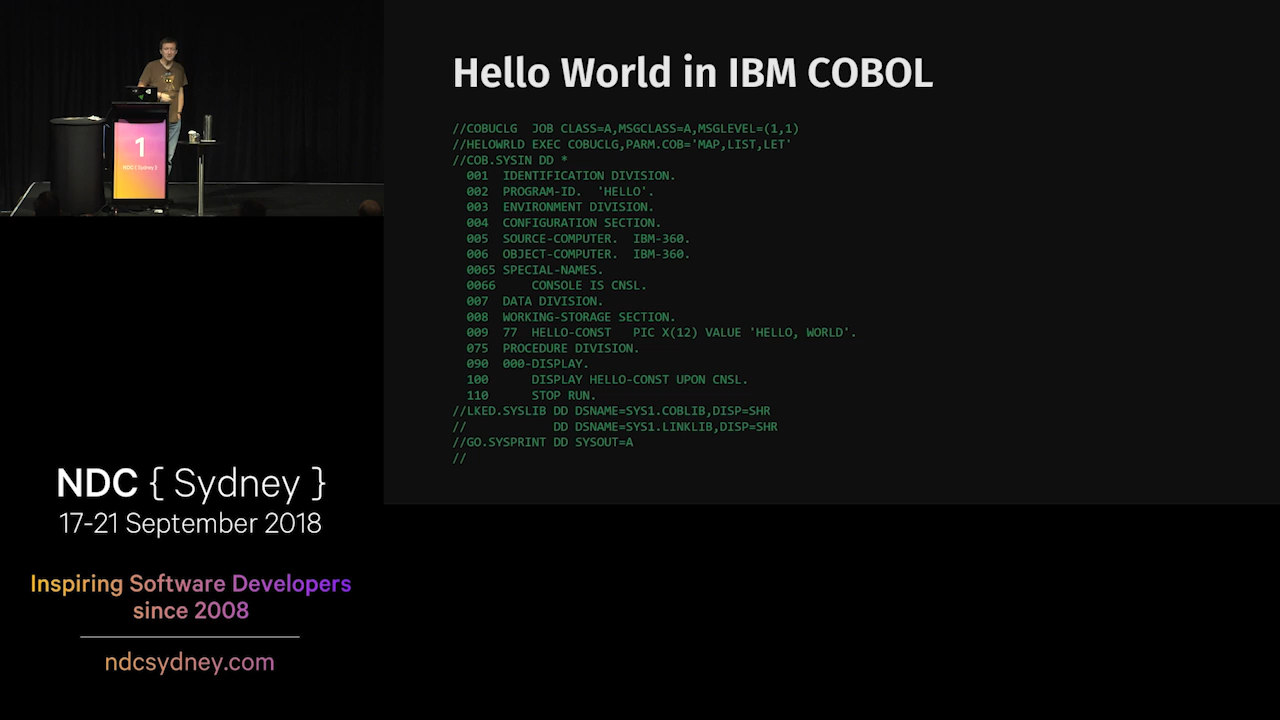 1
NDC { Sydney }
Hello World in IBM COBOL
//COBUCLG  JOB CLASS=A,MSGCLASS=A,MSGLEVEL=(1,1)
//HELOWRLD EXEC COBUCLG,PARM.COB='MAP,LIST,LET'
//COB.SYSIN DD *
001  IDENTIFICATION DIVISION.
002  PROGRAM-ID.  'HELLO'.
003  ENVIRONMENT DIVISION.
004  CONFIGURATION SECTION.
005  SOURCE-COMPUTER.  IBM-360.
006  OBJECT-COMPUTER.  IBM-360.
0065 SPECIAL-NAMES.
0066     CONSOLE IS CNSL.
007  DATA DIVISION.
008  WORKING-STORAGE SECTION.
009  77  HELLO-CONST   PIC X(12) VALUE 'HELLO, WORLD'.
075  PROCEDURE DIVISION.
090  000-DISPLAY.
100      DISPLAY HELLO-CONST UPON CNSL.
110      STOP RUN.
//LKED.SYSLIB DD DSNAME=SYS1.COBLIB,DISP=SHR
//            DD DSNAME=SYS1.LINKLIB,DISP=SHR
//GO.SYSPRINT DD SYSOUT=A
//
NDC { Sydney }
17-21 September 2018
Inspiring Software Developers
since 2008
ndcsydney.com